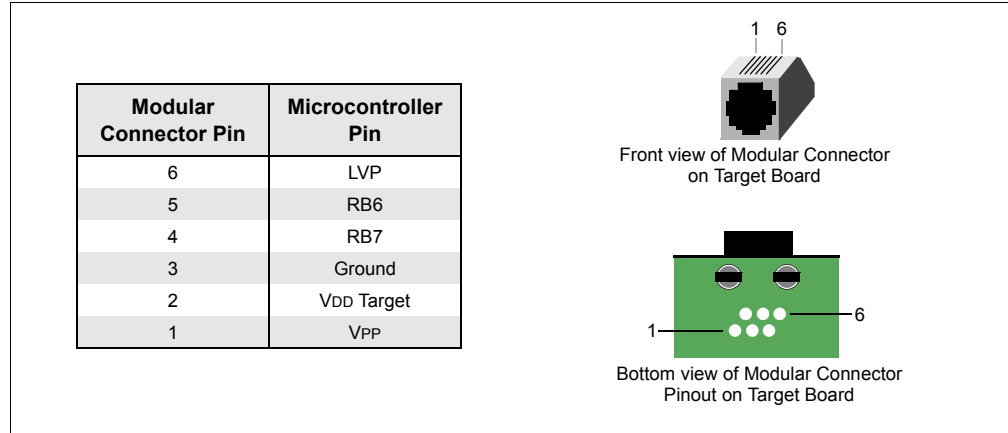 Modular Connector Pin Microcontroller Pin
6 LVP
5 RB6
4 RB7
3 Ground
2 VDD Target
1 VPP
1 6
Front view of Modular Connector
on Target Board
6
1
Bottom view of Modular Connector
Pinout on Target Board